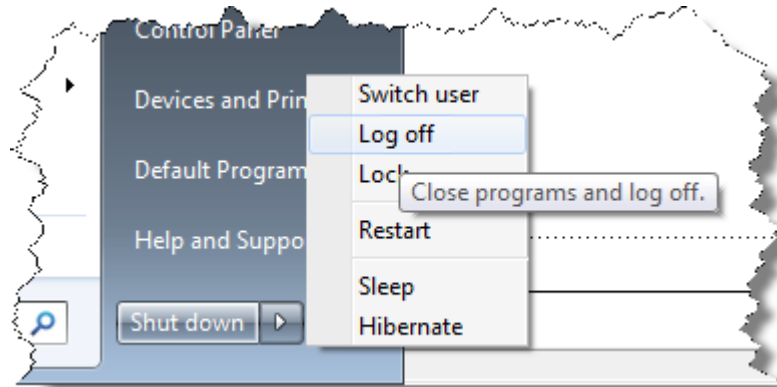 Control Panel
Devices and Prin
Default Program
Help and Suppo
Shut down
Switch user
Log off
Lock
Close programs and log off.
Restart
Sleep
Hibernate